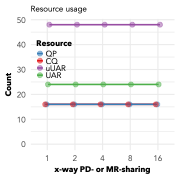 Resource usage
50
40
30
20
10
0
Count
Resource
QP
CQ
uUAR
UAR
1 2 4 8 16
x-way PD- or MR-sharing